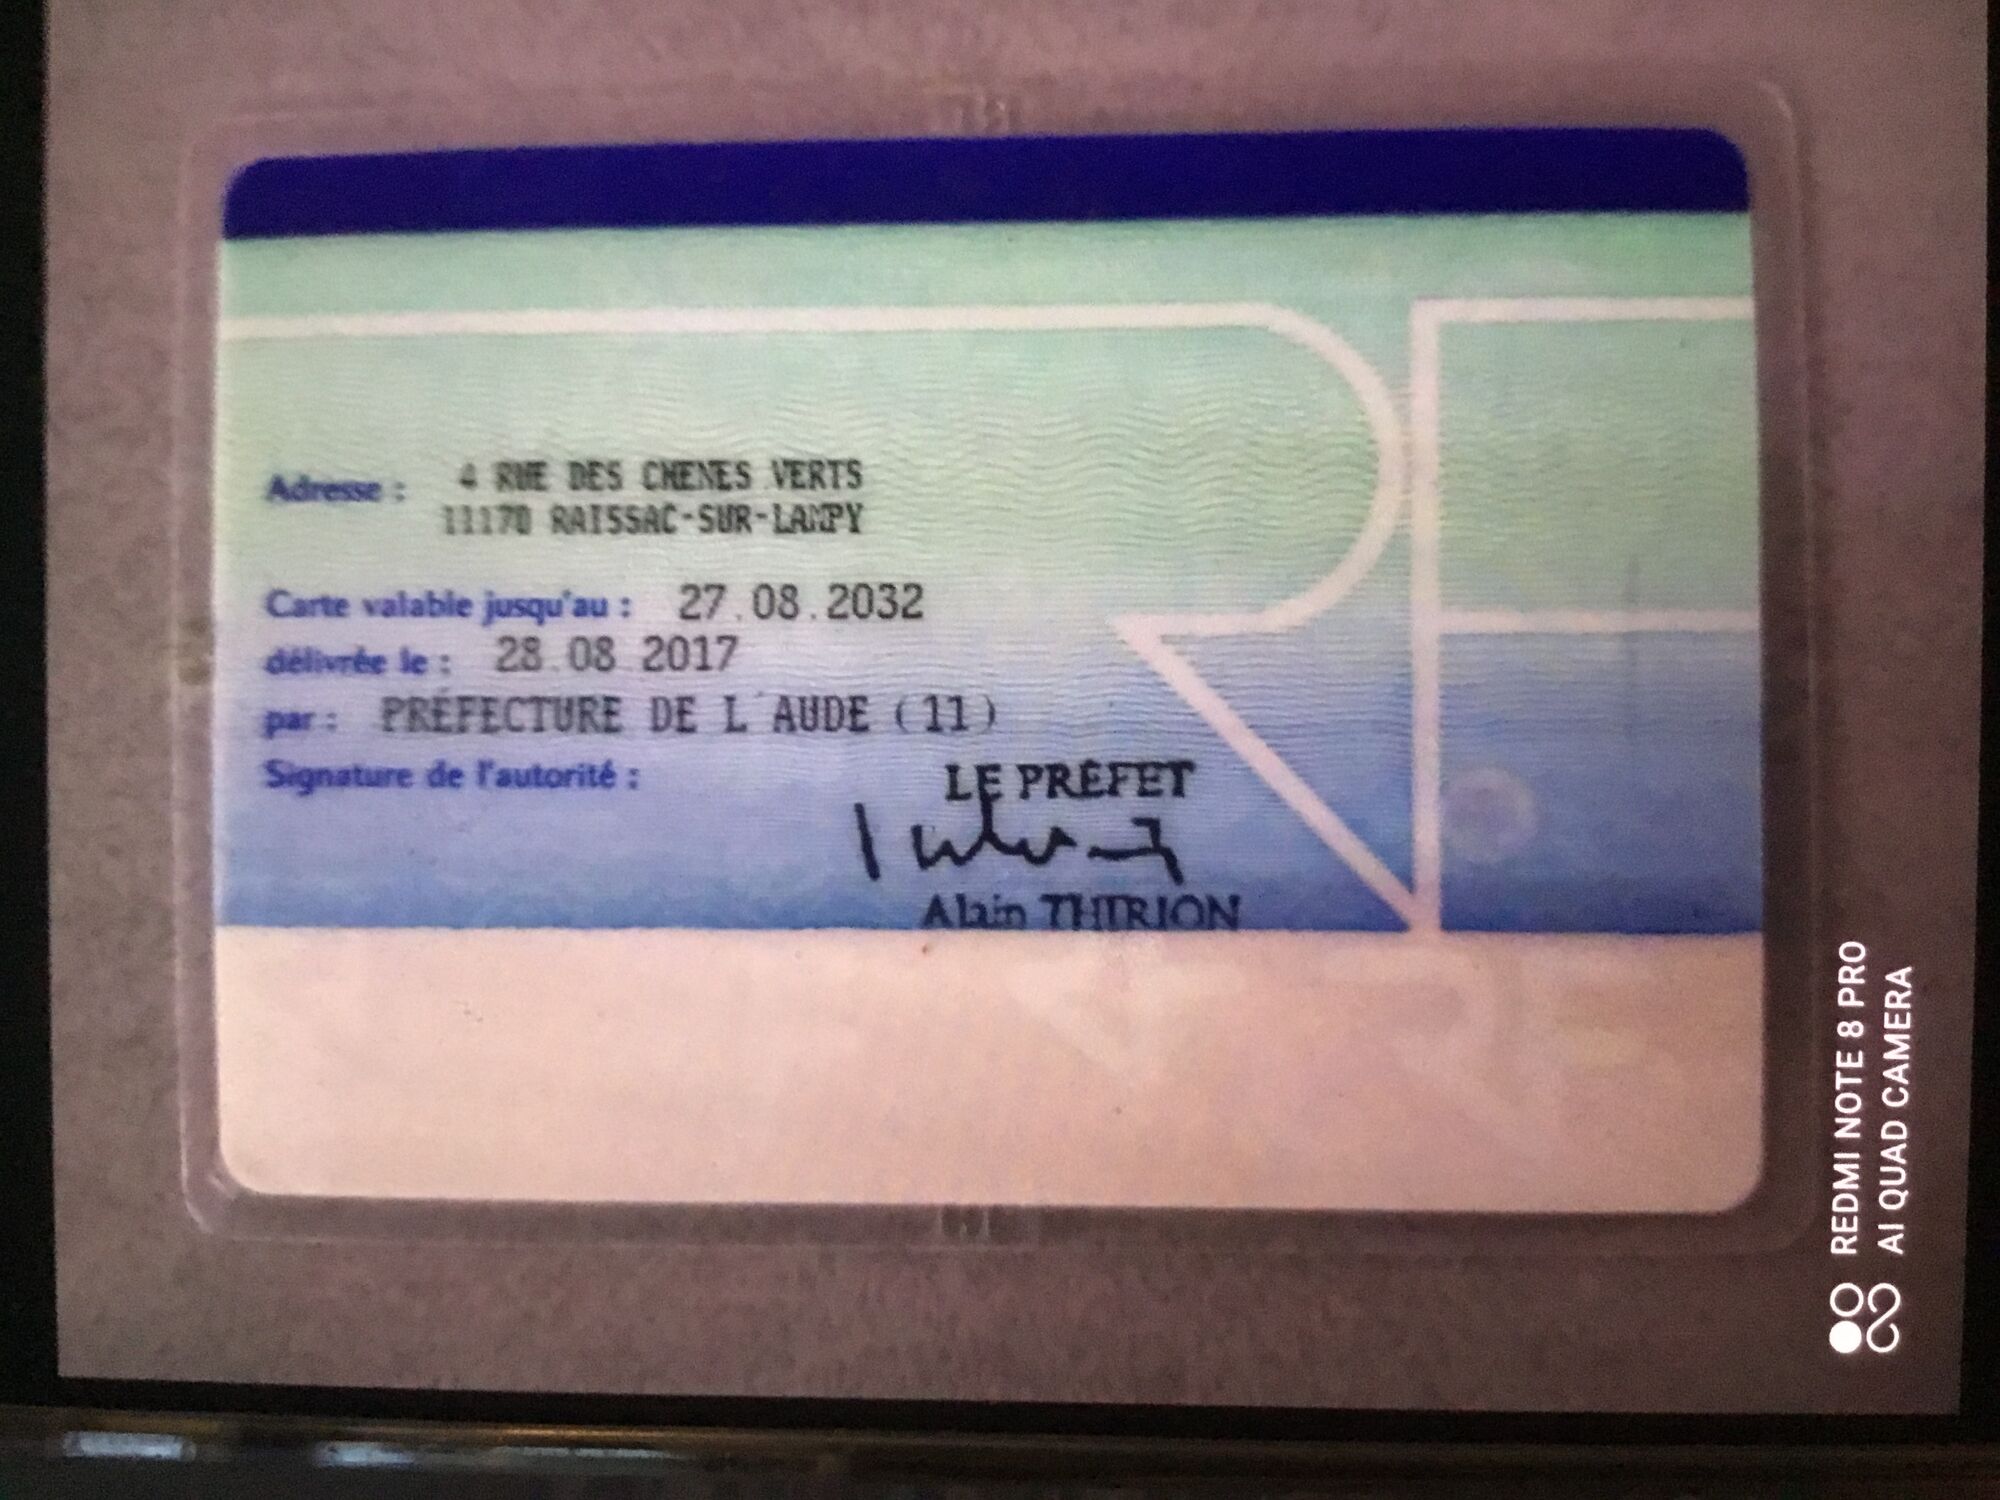 Adresse : 4 RUE DES CHENES VERTS
11170 RAISSAC-SUR-LAMPY
Carte valable jusqu'au : 27.08.2032
délivrée le : 28.08.2017
par : PRÉFECTURE DE L'AUDE (11)
Signature de l'autorité :
LE PRÉFET
Alain THIRION
RE
REDMI NOTE 8 PRO
AI QUAD CAMERA